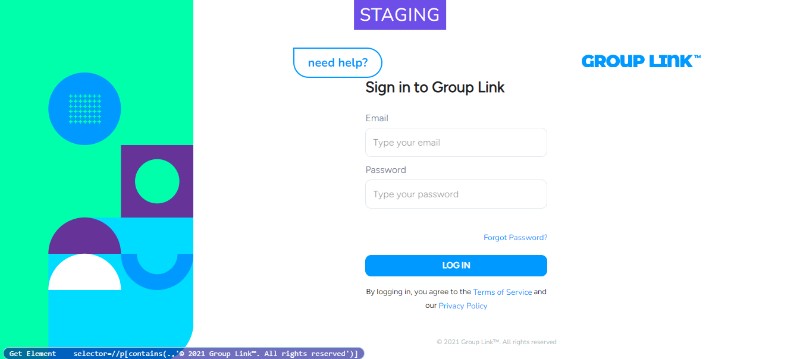 STAGING
need help?
GROUP LINK™
Sign in to Group Link
Email
Type your email
Password
Type your password
Forgot Password?
LOG IN
By logging in, you agree to the Terms of Service and
our Privacy Policy
© 2021 Group Link™. All rights reserved
Get Element selector=//p[contains(.,'© 2021 Group Link™. All rights reserved')]